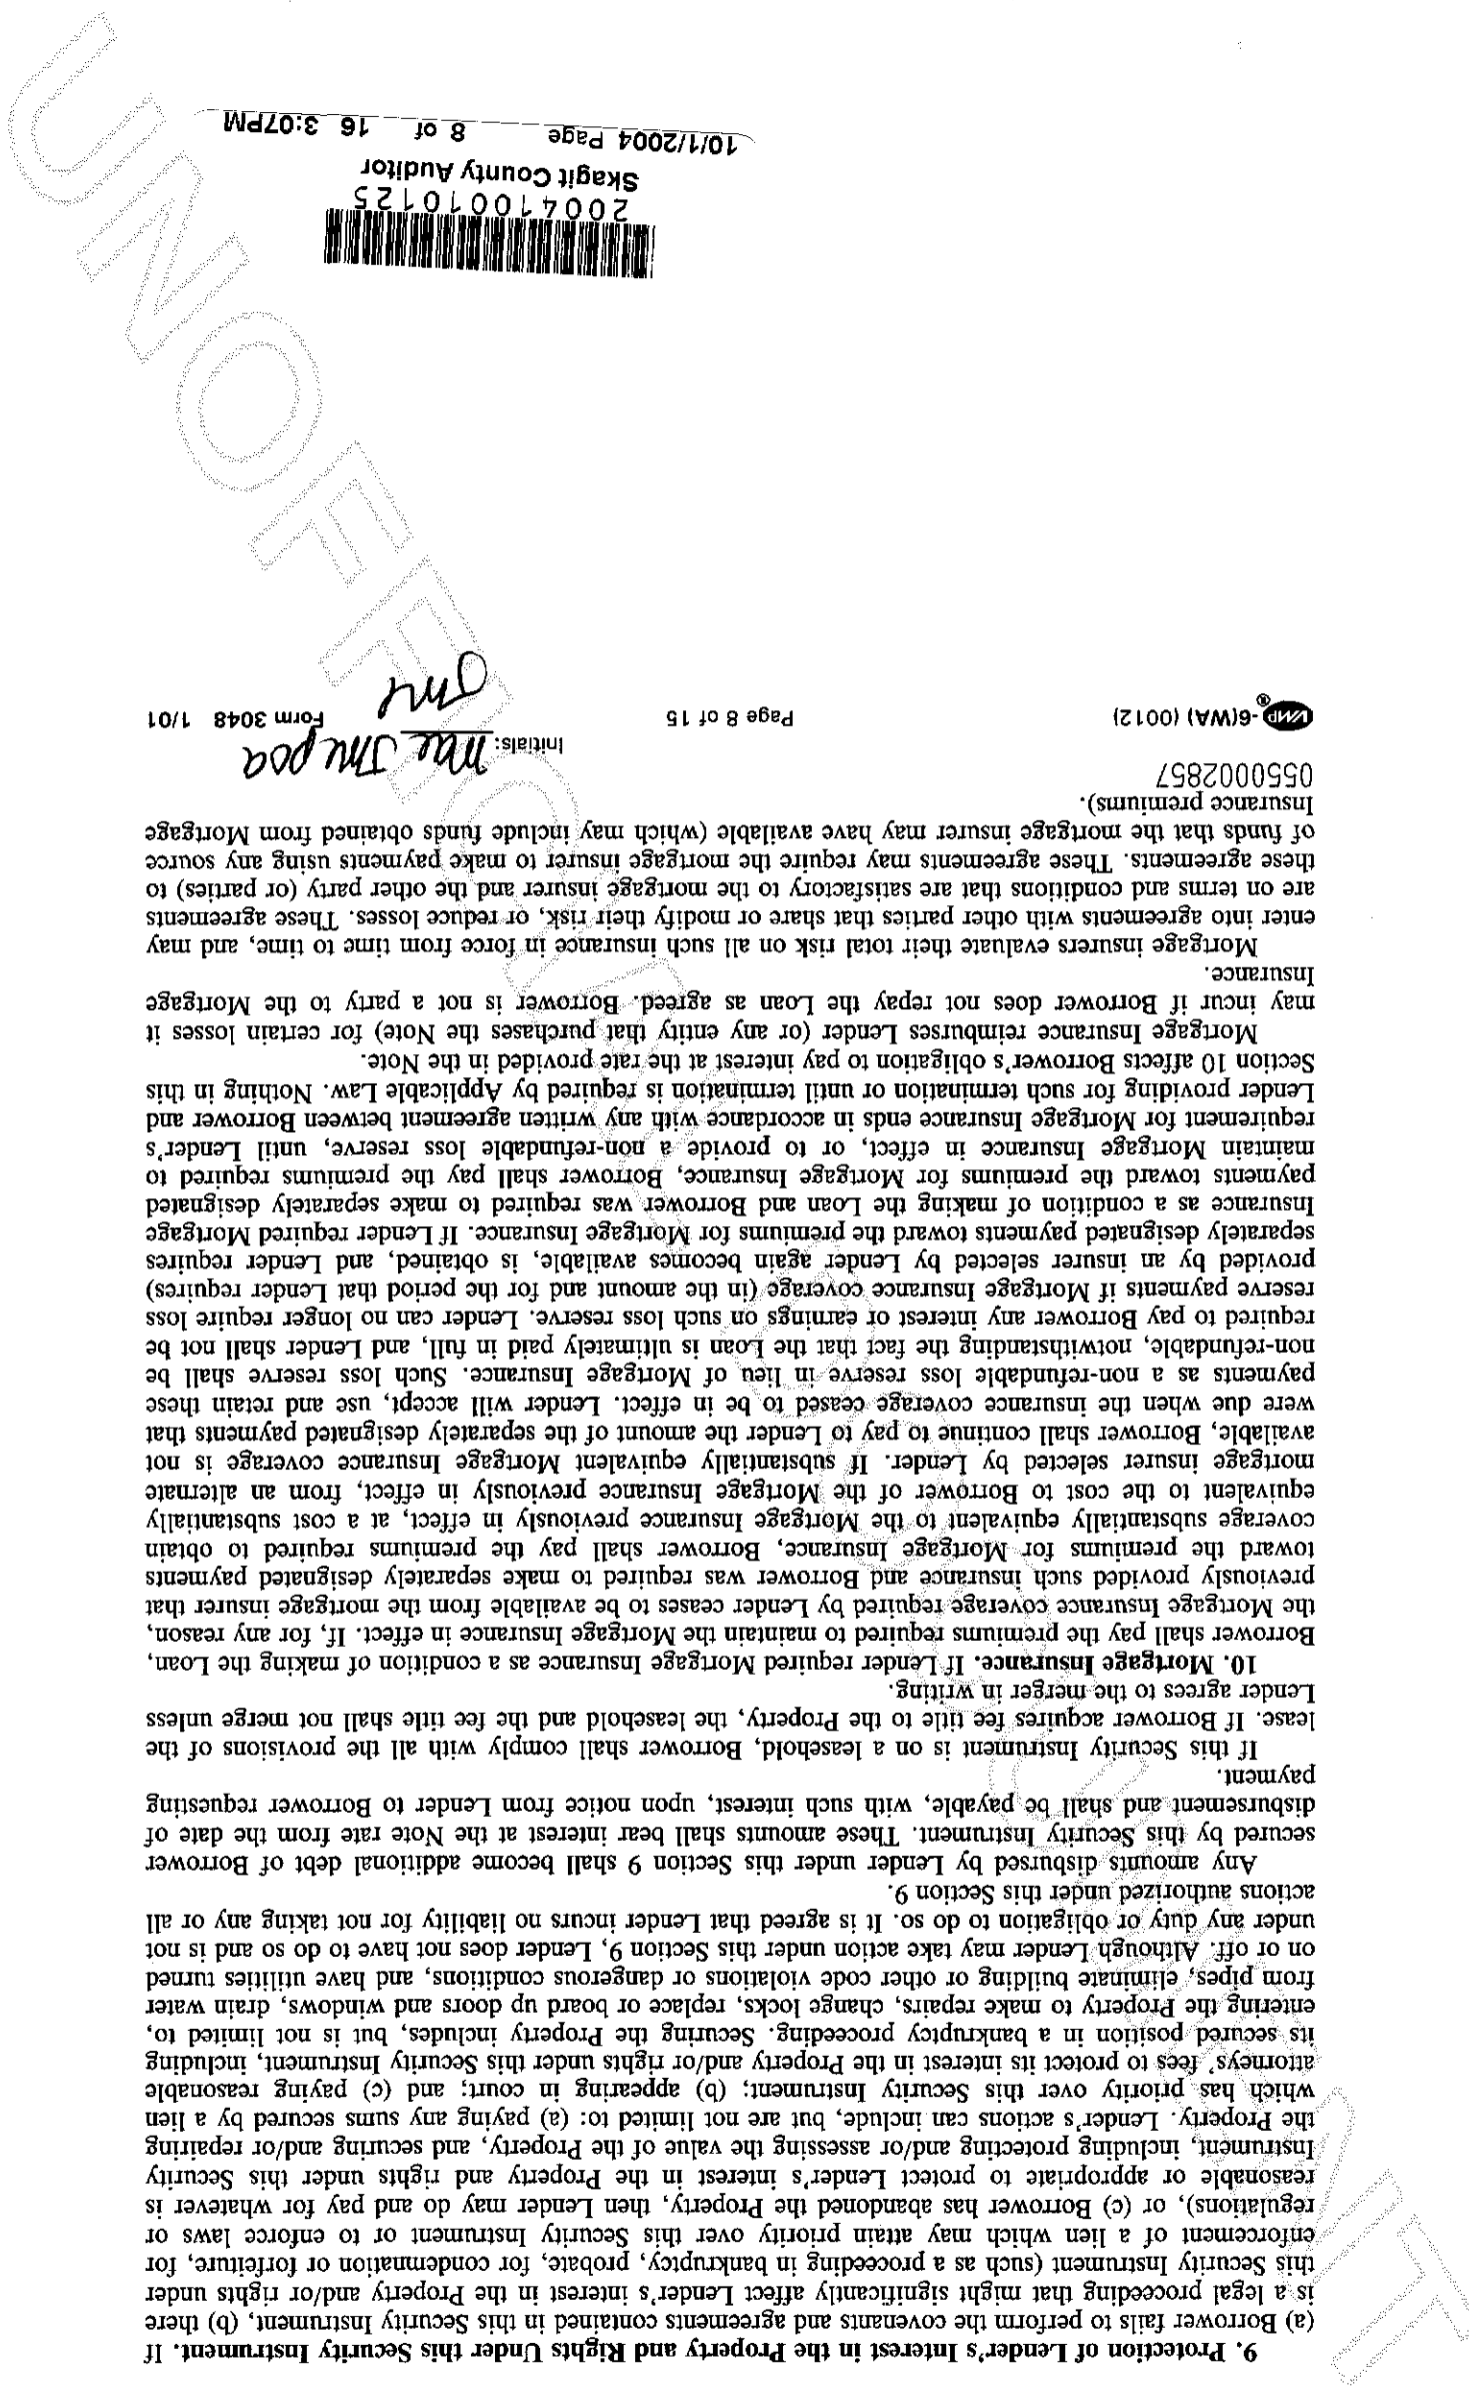 9. Protection of Lender's Interest in the Property and Rights Under this Security Instrument. If
(a) Borrower fails to perform the covenants and agreements contained in this Security Instrument, (b) there
is a legal proceeding that might significantly affect Lender's interest in the Property and/or rights under
this Security Instrument (such as a proceeding in bankruptcy, probate, for condemnation or forfeiture, for
enforcement of a lien which may attain priority over this Security Instrument or to enforce laws or
regulations), or (c) Borrower has abandoned the Property, then Lender may do and pay for whatever is
reasonable or appropriate to protect Lender's interest in the Property and rights under this Security
Instrument, including protecting and/or assessing the value of the Property, and securing and/or repairing
the Property. Lender's actions can include, but are not limited to: (a) paying any sums secured by a lien
which has priority over this Security Instrument; (b) appearing in court; and (c) paying reasonable
attorneys' fees to protect its interest in the Property and/or rights under this Security Instrument, including
its secured position in a bankruptcy proceeding. Securing the Property includes, but is not limited to,
entering the Property to make repairs, change locks, replace or board up doors and windows, drain water
from pipes, eliminate building or other code violations or dangerous conditions, and have utilities turned
on or off. Although Lender may take action under this Section 9, Lender does not have to do so and is not
under any duty or obligation to do so. It is agreed that Lender incurs no liability for not taking any or all
actions authorized under this Section 9.
Any amounts disbursed by Lender under this Section 9 shall become additional debt of Borrower
secured by this Security Instrument. These amounts shall bear interest at the Note rate from the date of
disbursement and shall be payable, with such interest, upon notice from Lender to Borrower requesting
payment.
If this Security Instrument is on a leasehold, Borrower shall comply with all the provisions of the
lease. If Borrower acquires fee title to the Property, the leasehold and the fee title shall not merge unless
Lender agrees to the merger in writing.
10. Mortgage Insurance. If Lender required Mortgage Insurance as a condition of making the Loan,
Borrower shall pay the premiums required to maintain the Mortgage Insurance in effect. If, for any reason,
the Mortgage Insurance coverage required by Lender ceases to be available from the mortgage insurer that
previously provided such insurance and Borrower was required to make separately designated payments
toward the premiums for Mortgage Insurance, Borrower shall pay the premiums required to obtain
coverage substantially equivalent to the Mortgage Insurance previously in effect, at a cost substantially
equivalent to the cost to Borrower of the Mortgage Insurance previously in effect, from an alternate
mortgage insurer selected by Lender. If substantially equivalent Mortgage Insurance coverage is not
available, Borrower shall continue to pay to Lender the amount of the separately designated payments that
were due when the insurance coverage ceased to be in effect. Lender will accept, use and retain these
payments as a non-refundable loss reserve in lieu of Mortgage Insurance. Such loss reserve shall be
non-refundable, notwithstanding the fact that the Loan is ultimately paid in full, and Lender shall not be
required to pay Borrower any interest or earnings on such loss reserve. Lender can no longer require loss
reserve payments if Mortgage Insurance coverage (in the amount and for the period that Lender requires)
provided by an insurer selected by Lender again becomes available, is obtained, and Lender requires
separately designated payments toward the premiums for Mortgage Insurance. If Lender required Mortgage
Insurance as a condition of making the Loan and Borrower was required to make separately designated
payments toward the premiums for Mortgage Insurance, Borrower shall pay the premiums required to
maintain Mortgage Insurance in effect, or to provide a non-refundable loss reserve, until Lender's
requirement for Mortgage Insurance ends in accordance with any written agreement between Borrower and
Lender providing for such termination or until termination is required by Applicable Law. Nothing in this
Section 10 affects Borrower's obligation to pay interest at the rate provided in the Note.
Mortgage Insurance reimburses Lender (or any entity that purchases the Note) for certain losses it
may incur if Borrower does not repay the Loan as agreed. Borrower is not a party to the Mortgage
Insurance.
Mortgage insurers evaluate their total risk on all such insurance in force from time to time, and may
enter into agreements with other parties that share or modify their risk, or reduce losses. These agreements
are on terms and conditions that are satisfactory to the mortgage insurer and the other party (or parties) to
these agreements. These agreements may require the mortgage insurer to make payments using any source
of funds that the mortgage insurer may have available (which may include funds obtained from Mortgage
Insurance premiums).
0550002857
Initials:
VMP®-6(WA) (0012) Page 8 of 15 Form 3048 1/01
200410010125
Skagit County Auditor
10/1/2004 Page 8 of 16 3:07PM
UNOFFICIAL DOCUMENT